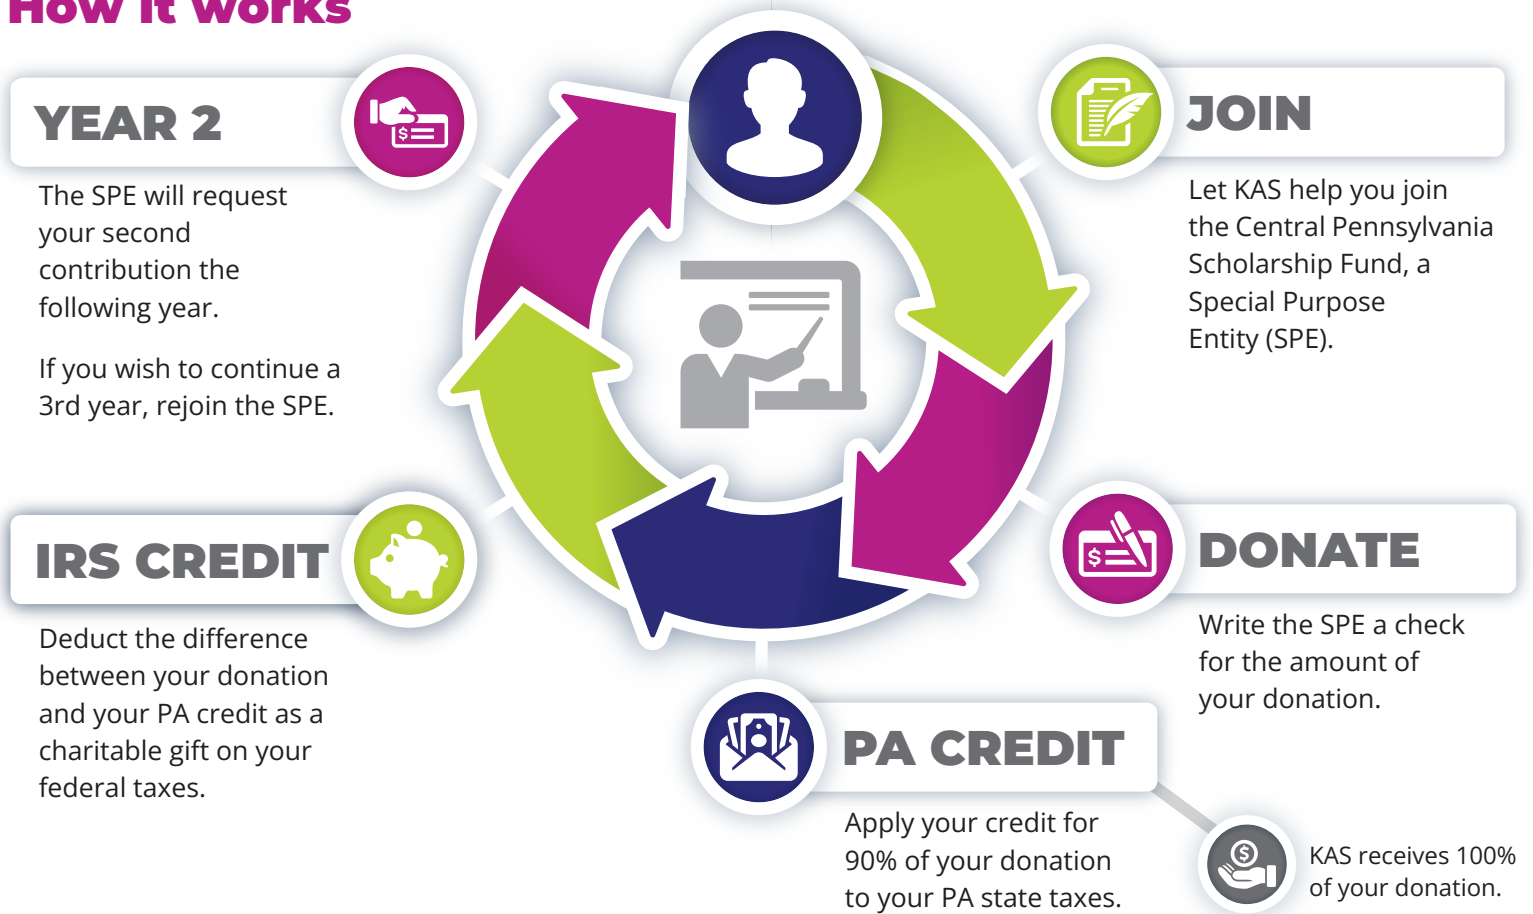 How it works
JOIN
Let KAS help you join
the Central Pennsylvania
Scholarship Fund, a
Special Purpose
Entity (SPE).
DONATE
Write the SPE a check
for the amount of
your donation.
PA CREDIT
Apply your credit for
90% of your donation
to your PA state taxes.
KAS receives 100%
of your donation.
IRS CREDIT
Deduct the difference
between your donation
and your PA credit as a
charitable gift on your
federal taxes.
YEAR 2
The SPE will request
your second
contribution the
following year.
If you wish to continue a
3rd year, rejoin the SPE.